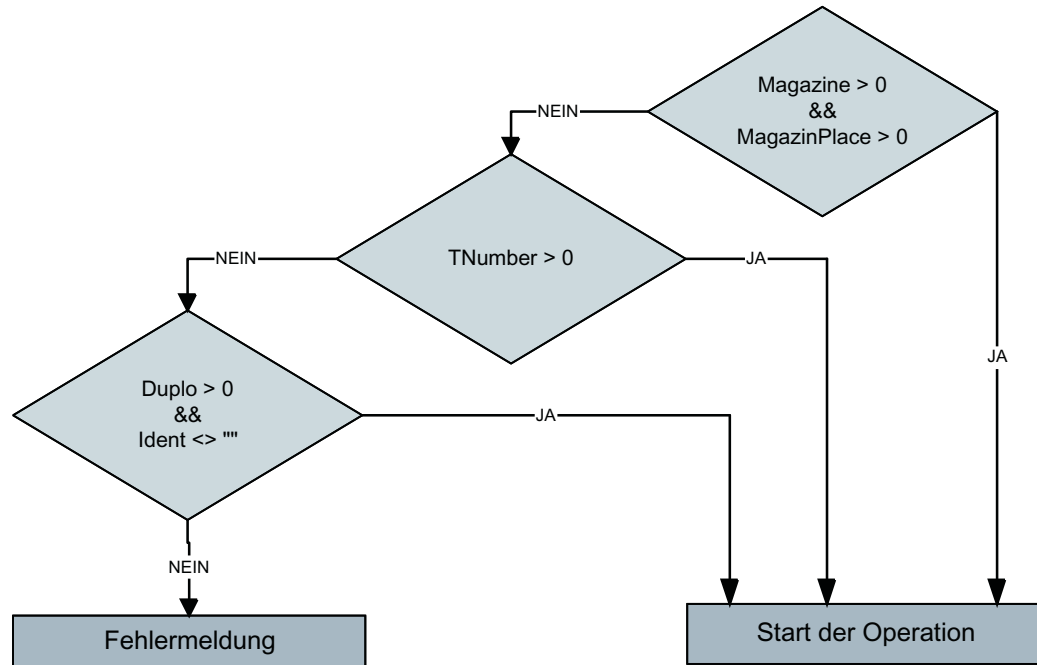 Magazine > 0
&&
MagazinPlace > 0
NEIN
TNumber > 0
NEIN
JA
JA
Duplo > 0
&&
Ident <> ""
JA
NEIN
Fehlermeldung
Start der Operation